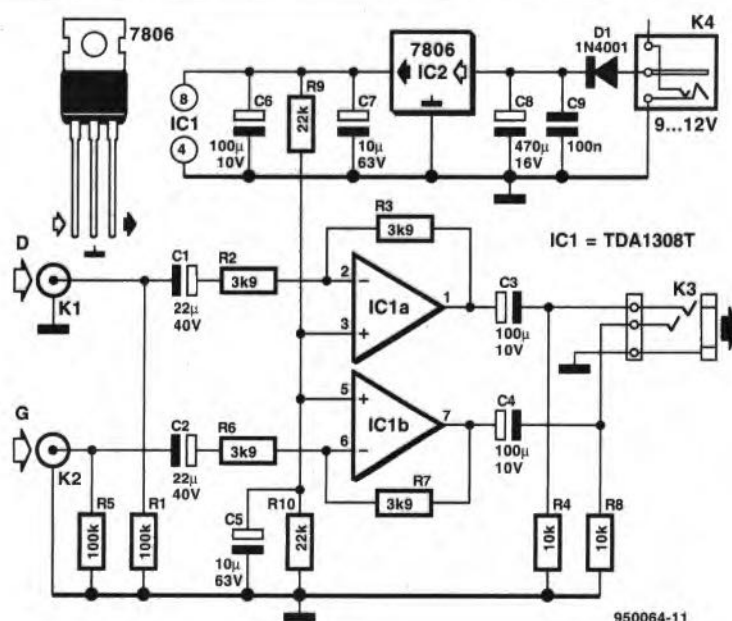 7806
8
IC1
4
C6
100µ
10V
R9
22k
C7
10µ
63V
7806
IC2
C8
470µ
16V
C9
100n
D1
1N4001
K4
9...12V
IC1 = TDA1308T
D
K1
C1
22µ
40V
R2
3k9
R3
3k9
2
−
3
+
IC1a
1
C3
100µ
10V
K3
G
K2
C2
22µ
40V
R6
3k9
5
+
6
−
IC1b
7
C4
100µ
10V
R7
3k9
R5
100k
R1
100k
C5
10µ
63V
R10
22k
R4
10k
R8
10k
950064-11